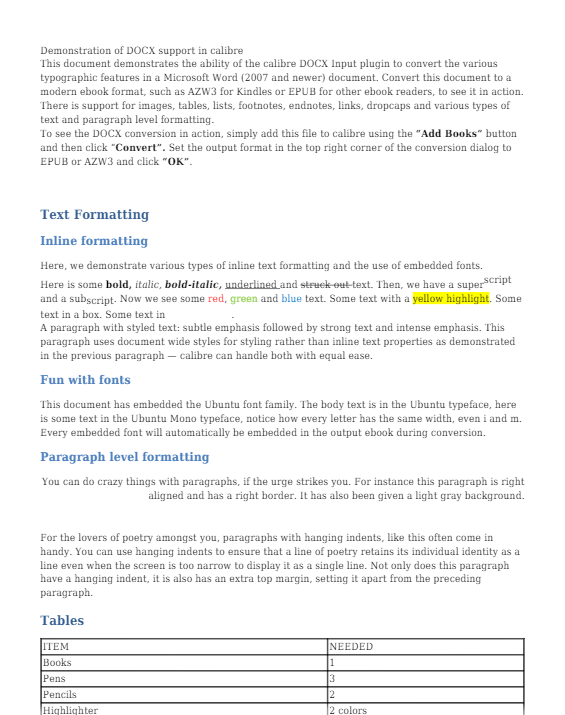 Demonstration of DOCX support in calibre
This document demonstrates the ability of the calibre DOCX Input plugin to convert the various
typographic features in a Microsoft Word (2007 and newer) document. Convert this document to a
modern ebook format, such as AZW3 for Kindles or EPUB for other ebook readers, to see it in action.
There is support for images, tables, lists, footnotes, endnotes, links, dropcaps and various types of
text and paragraph level formatting.
To see the DOCX conversion in action, simply add this file to calibre using the “Add Books” button
and then click “Convert”. Set the output format in the top right corner of the conversion dialog to
EPUB or AZW3 and click “OK”.
Text Formatting
Inline formatting
Here, we demonstrate various types of inline text formatting and the use of embedded fonts.
Here is some bold, italic, bold-italic, underlined and struck out text. Then, we have a superscript
and a subscript. Now we see some red, green and blue text. Some text with a yellow highlight. Some
text in a box. Some text in .
A paragraph with styled text: subtle emphasis followed by strong text and intense emphasis. This
paragraph uses document wide styles for styling rather than inline text properties as demonstrated
in the previous paragraph — calibre can handle both with equal ease.
Fun with fonts
This document has embedded the Ubuntu font family. The body text is in the Ubuntu typeface, here
is some text in the Ubuntu Mono typeface, notice how every letter has the same width, even i and m.
Every embedded font will automatically be embedded in the output ebook during conversion.
Paragraph level formatting
You can do crazy things with paragraphs, if the urge strikes you. For instance this paragraph is right
aligned and has a right border. It has also been given a light gray background.
For the lovers of poetry amongst you, paragraphs with hanging indents, like this often come in
handy. You can use hanging indents to ensure that a line of poetry retains its individual identity as a
line even when the screen is too narrow to display it as a single line. Not only does this paragraph
have a hanging indent, it is also has an extra top margin, setting it apart from the preceding
paragraph.
Tables
ITEM NEEDED
Books 1
Pens 3
Pencils 2
Highlighter 2 colors